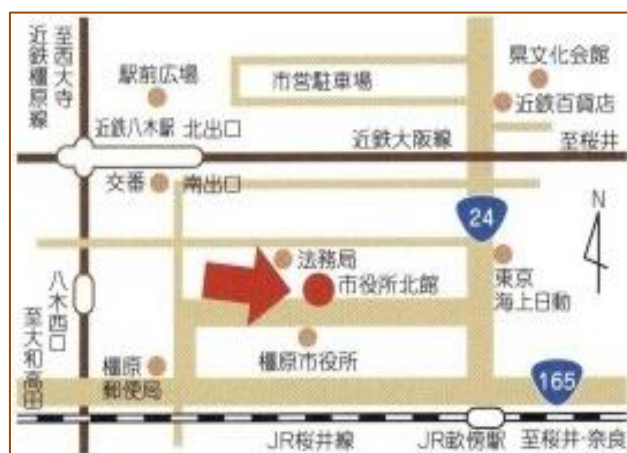 至西大寺
近鉄橿原線
駅前広場
市営駐車場
県文化会館
近鉄百貨店
近鉄八木駅 北出口
近鉄大阪線
至桜井
交番
南出口
24
N
法務局
市役所北館
東京
海上日動
八木西口
至大和高田
橿原
郵便局
橿原市役所
165
JR桜井線
JR畝傍駅
至桜井・奈良